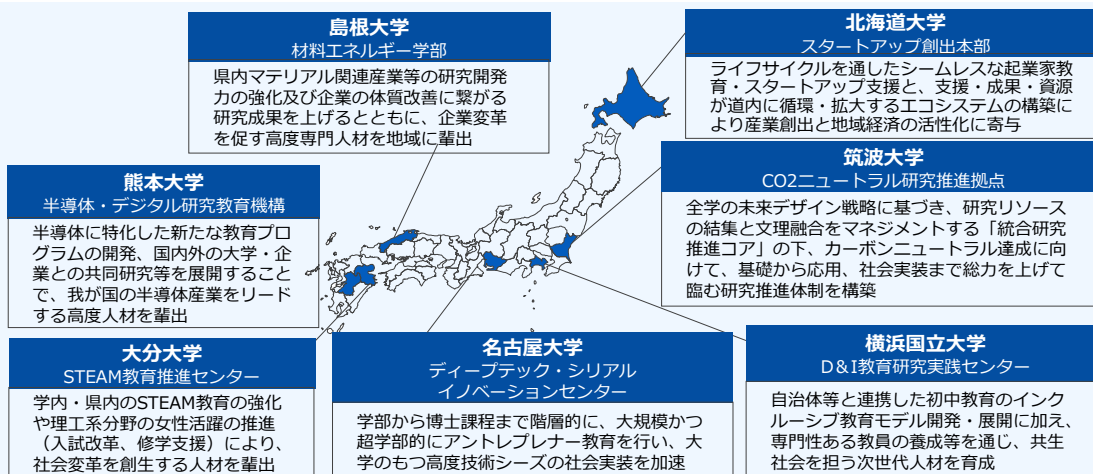 島根大学
材料エネルギー学部
県内マテリアル関連産業等の研究開発
力の強化及び企業の体質改善に繋がる
研究成果を上げるとともに、企業変革
を促す高度専門人材を地域に輩出
北海道大学
スタートアップ創出本部
ライフサイクルを通したシームレスな起業家教
育・スタートアップ支援と、支援・成果・資源
が道内に循環・拡大するエコシステムの構築に
より産業創出と地域経済の活性化に寄与
熊本大学
半導体・デジタル研究教育機構
半導体に特化した新たな教育プロ
グラムの開発、国内外の大学・企
業との共同研究等を展開すること
で、我が国の半導体産業をリード
する高度人材を輩出
筑波大学
CO2ニュートラル研究推進拠点
全学の未来デザイン戦略に基づき、研究リソース
の結集と文理融合をマネジメントする「統合研究
推進コア」の下、カーボンニュートラル達成に向
けて、基礎から応用、社会実装まで総力を上げて
臨む研究推進体制を構築
大分大学
STEAM教育推進センター
学内・県内のSTEAM教育の強化
や理工系分野の女性活躍の推進
（入試改革、修学支援）により、
社会変革を創生する人材を輩出
名古屋大学
ディープテック・シリアル
イノベーションセンター
学部から博士課程まで階層的に、大規模かつ
超学部的にアントレプレナー教育を行い、大
学のもつ高度技術シーズの社会実装を加速
横浜国立大学
D&I教育研究実践センター
自治体等と連携した初中教育のインク
ルーシブ教育モデル開発・展開に加え、
専門性ある教員の養成等を通じ、共生
社会を担う次世代人材を育成